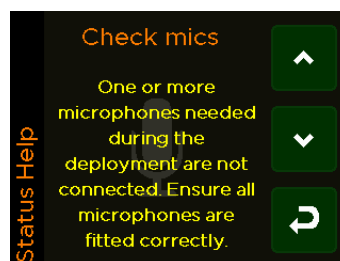 Status Help
Check mics
One or more
microphones needed
during the
deployment are not
connected. Ensure all
microphones are
fitted correctly.